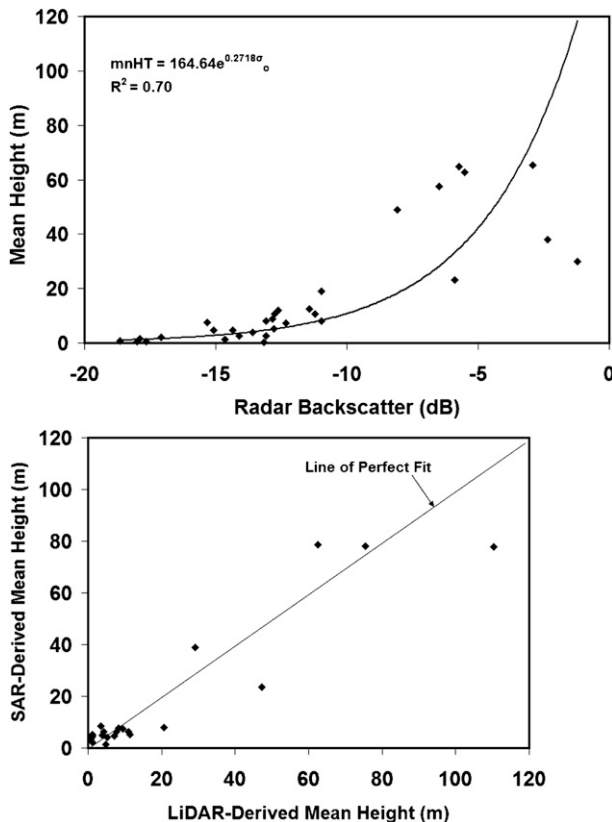 120
100
80
60
40
20
0
Mean Height (m)
mnHT = 164.64e^0.2718σ_o
R² = 0.70
-20 -15 -10 -5 0
Radar Backscatter (dB)
120
100
80
60
40
20
0
SAR-Derived Mean Height (m)
Line of Perfect Fit
0 20 40 60 80 100 120
LiDAR-Derived Mean Height (m)